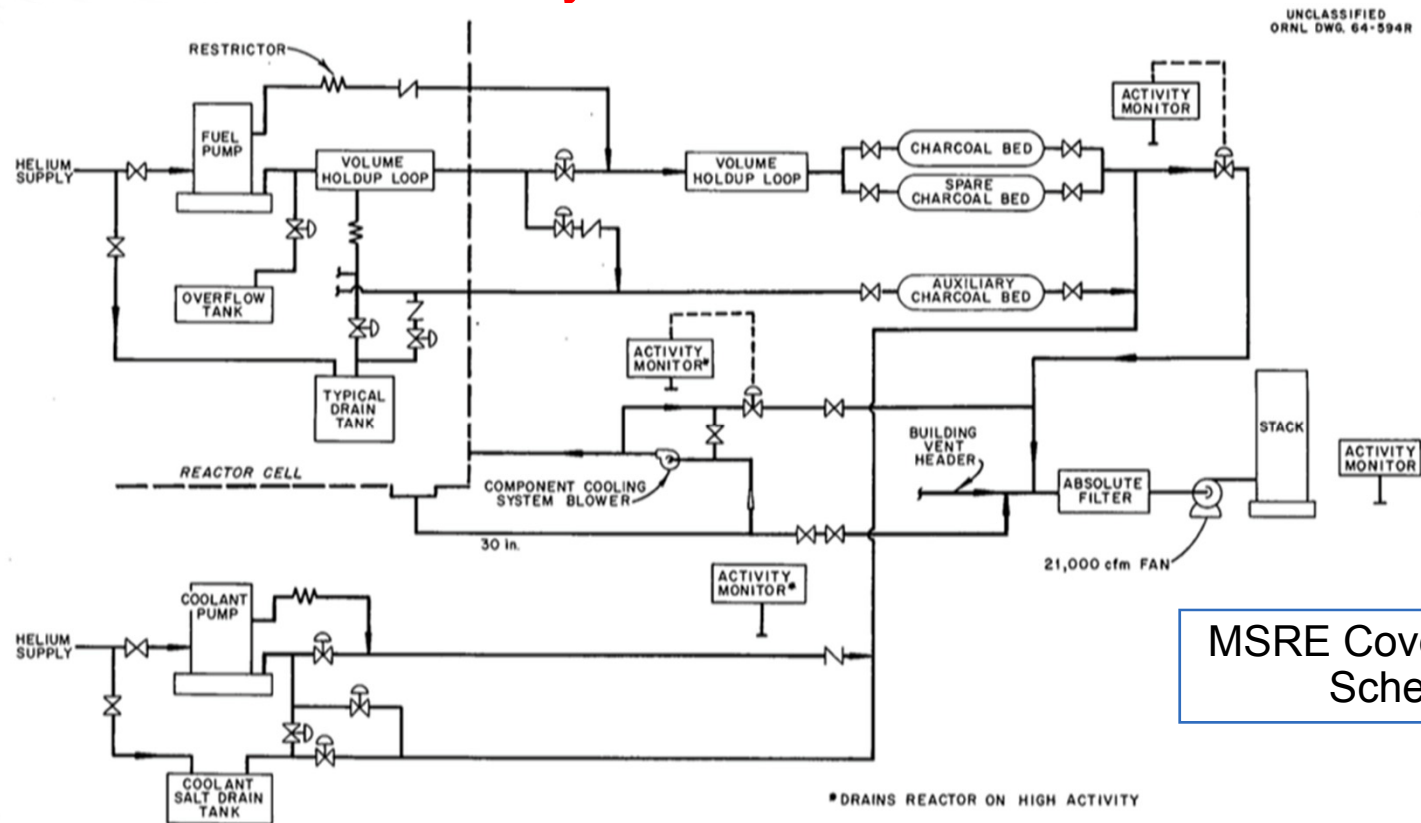 UNCLASSIFIED
ORNL DWG. 64-594R
RESTRICTOR
ACTIVITY
MONITOR
FUEL
PUMP
HELIUM
SUPPLY
VOLUME
HOLDUP LOOP
VOLUME
HOLDUP LOOP
CHARCOAL BED
SPARE
CHARCOAL BED
OVERFLOW
TANK
AUXILIARY
CHARCOAL BED
ACTIVITY
MONITOR*
TYPICAL
DRAIN
TANK
STACK
BUILDING
VENT
HEADER
ACTIVITY
MONITOR
REACTOR CELL
COMPONENT COOLING
SYSTEM BLOWER
ABSOLUTE
FILTER
30 in.
21,000 cfm FAN
ACTIVITY
MONITOR*
COOLANT
PUMP
HELIUM
SUPPLY
MSRE Cove
Sche
COOLANT
SALT DRAIN
TANK
*DRAINS REACTOR ON HIGH ACTIVITY